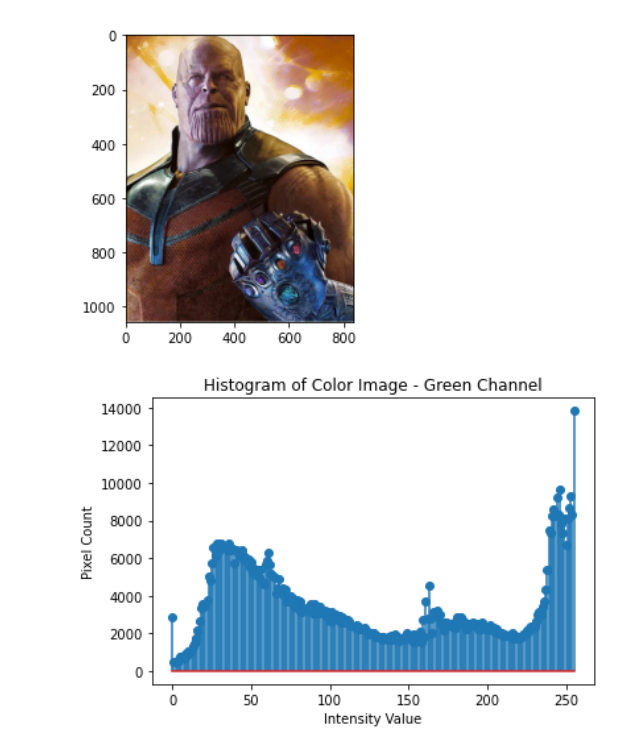 0
200
400
600
800
1000
0 200 400 600 800
Histogram of Color Image - Green Channel
14000
12000
10000
8000
6000
4000
2000
0
Pixel Count
0 50 100 150 200 250
Intensity Value